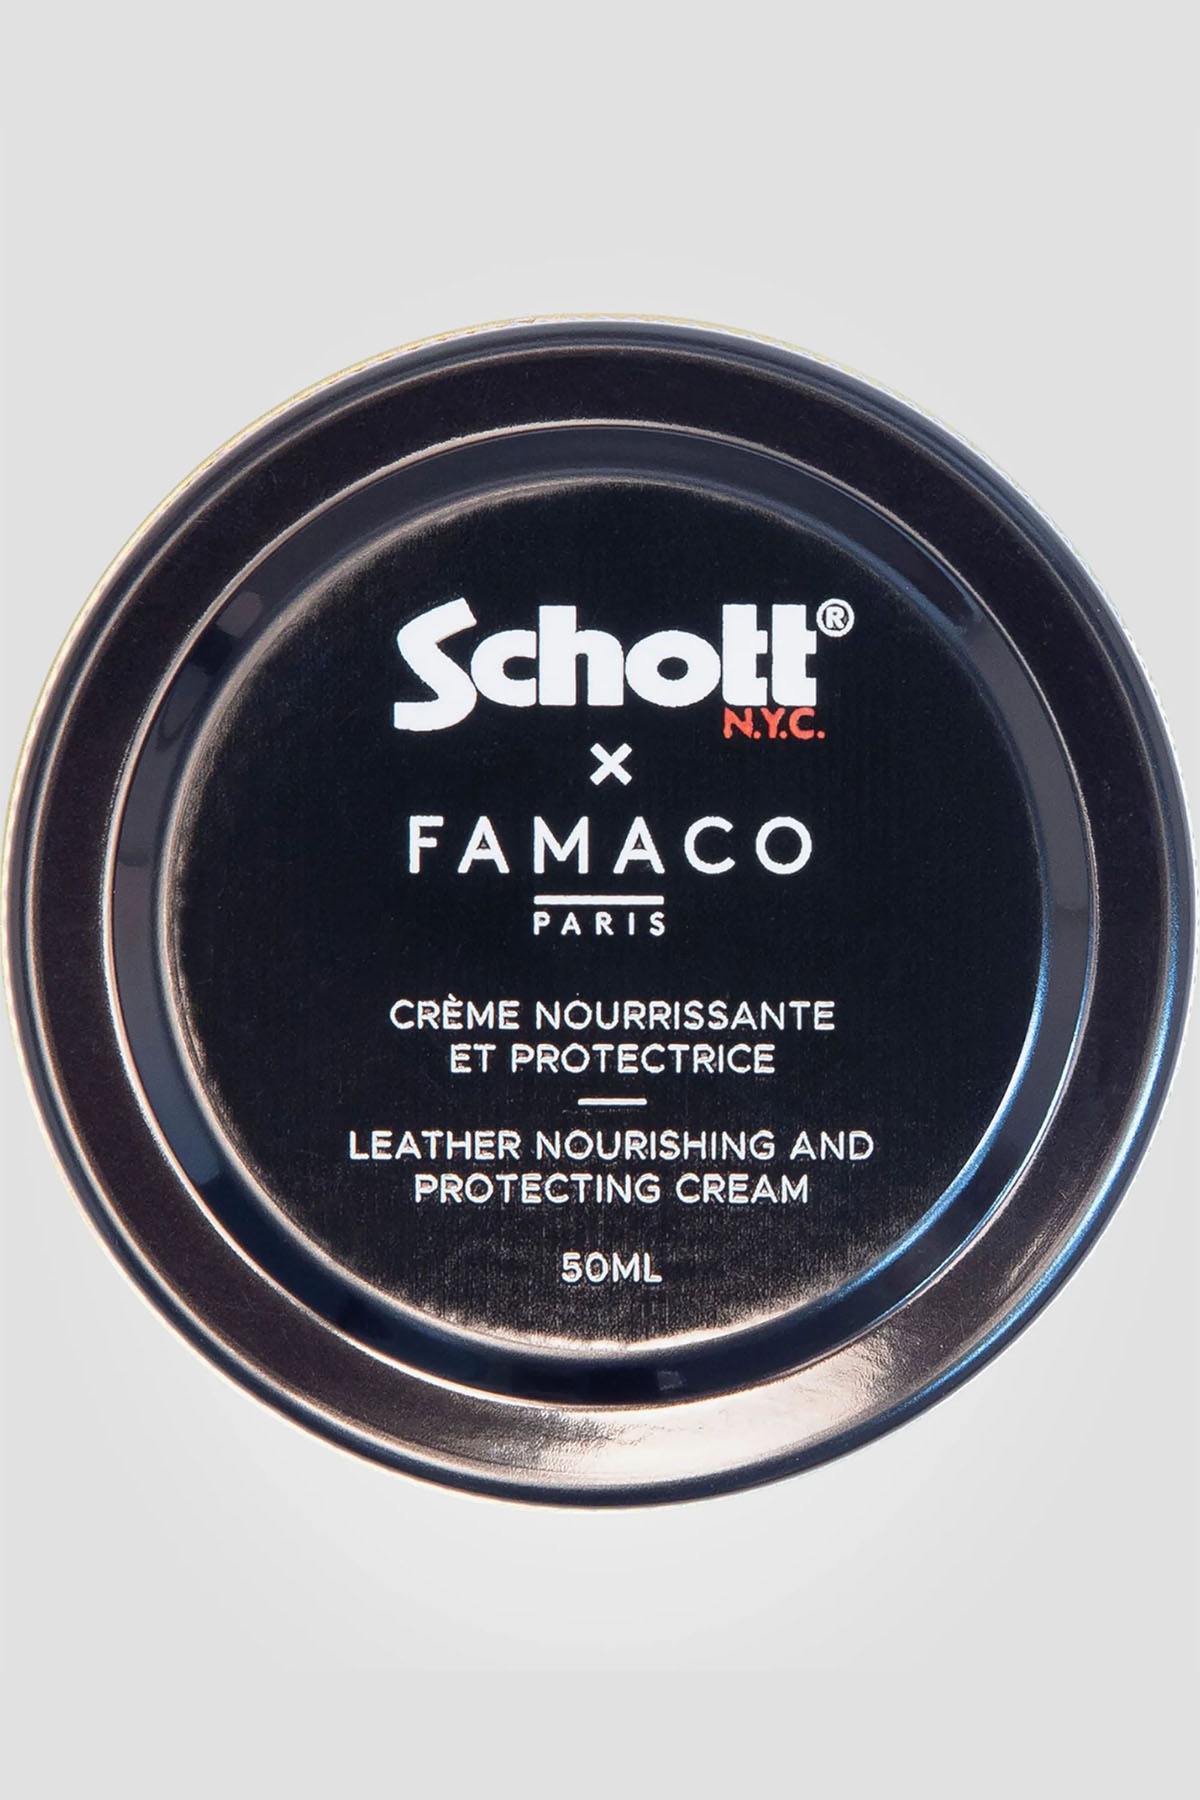 Schott®
N.Y.C.
×
FAMACO
PARIS
CRÈME NOURRISSANTE
ET PROTECTRICE
LEATHER NOURISHING AND
PROTECTING CREAM
50ML